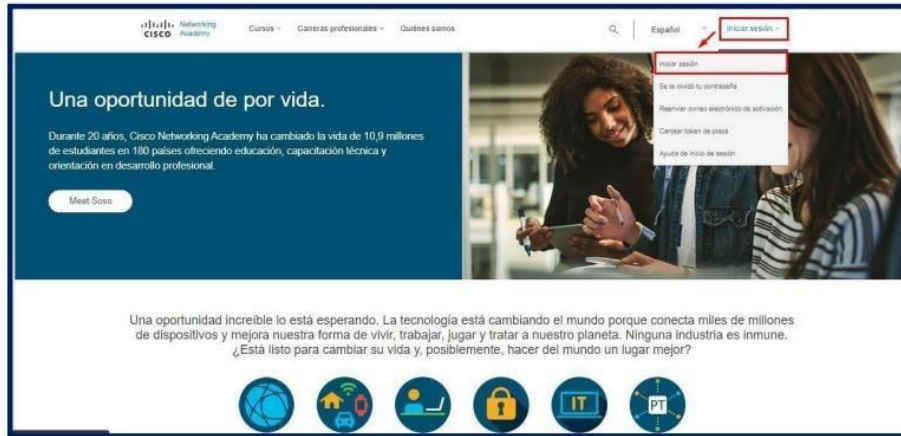 CISCO Networking Academy
Cursos
Carreras profesionales
Quiénes somos
Español
Iniciar sesión
Iniciar sesión
Se te olvidó tu contraseña
Reenviar correo electrónico de activación
Canjear token de plaza
Ayuda de inicio de sesión
Una oportunidad de por vida.
Durante 20 años, Cisco Networking Academy ha cambiado la vida de 10,9 millones
de estudiantes en 180 países ofreciendo educación, capacitación técnica y
orientación en desarrollo profesional.
Meet Soso
Una oportunidad increíble lo está esperando. La tecnología está cambiando el mundo porque conecta miles de millones
de dispositivos y mejora nuestra forma de vivir, trabajar, jugar y tratar a nuestro planeta. Ninguna industria es inmune.
¿Está listo para cambiar su vida y, posiblemente, hacer del mundo un lugar mejor?
IT
PT